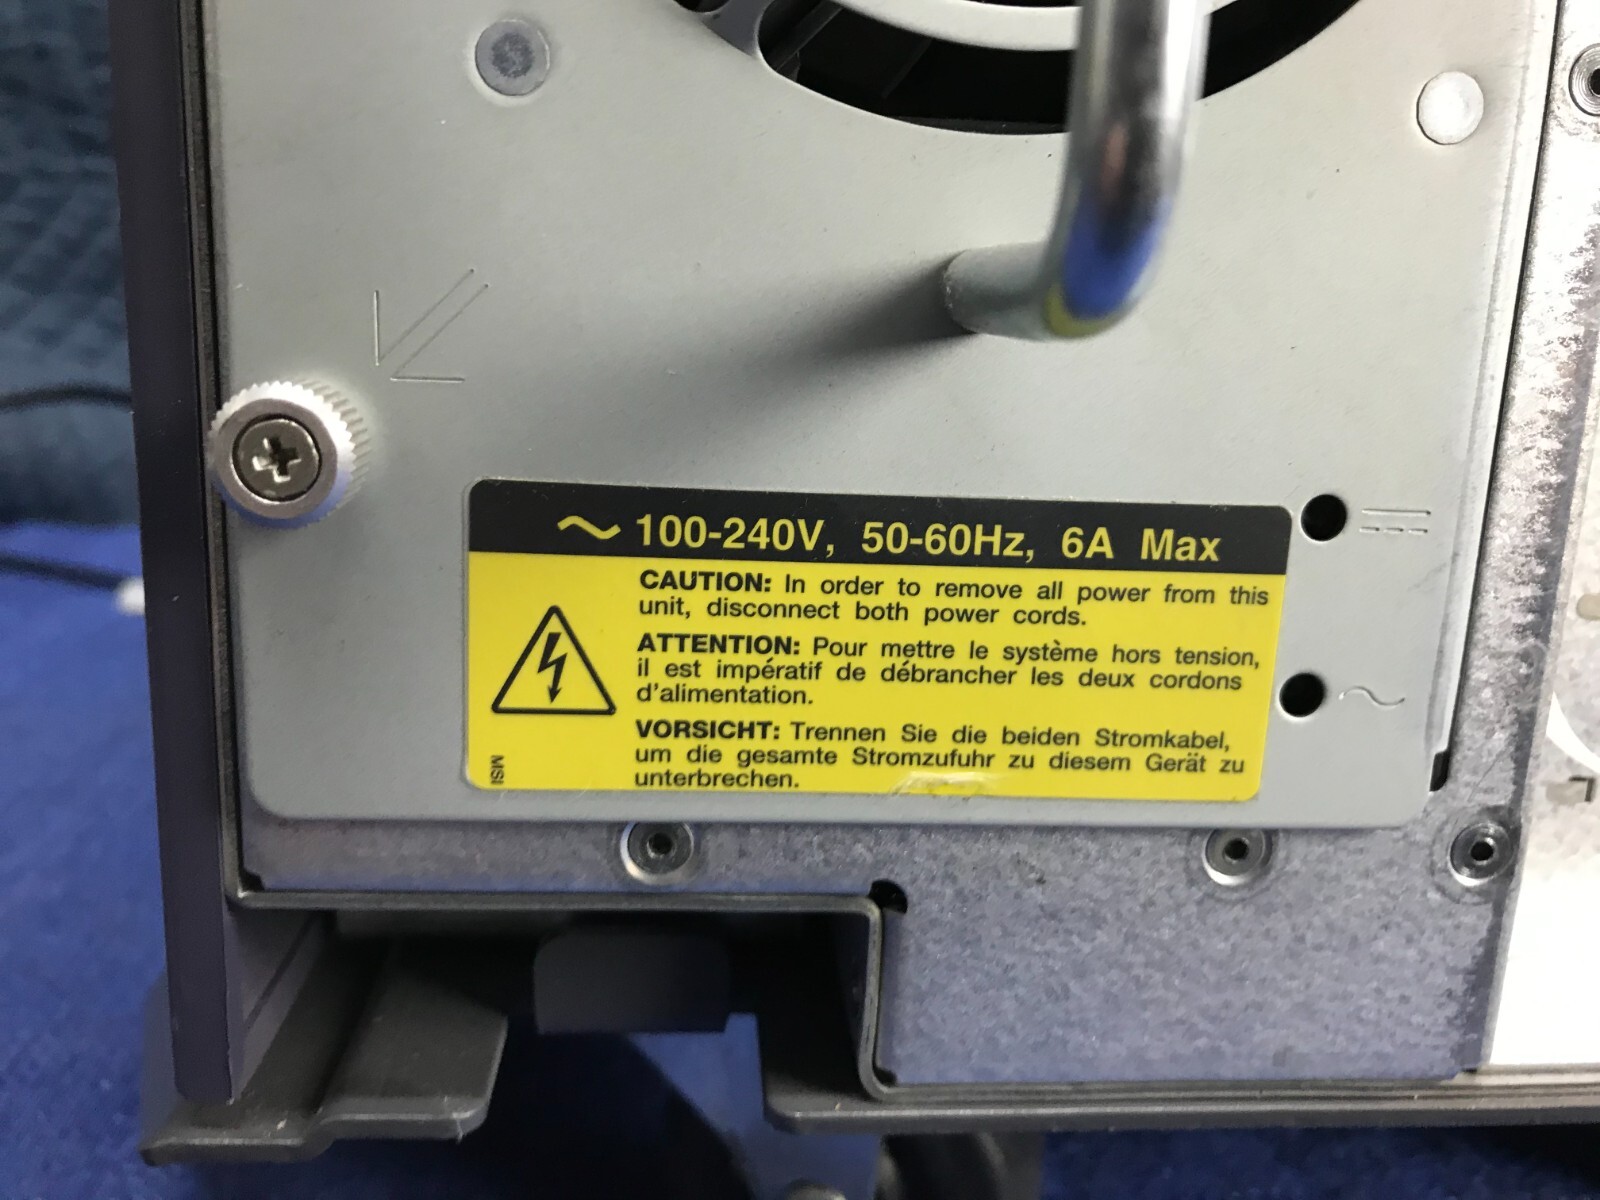 ~ 100-240V, 50-60Hz, 6A Max
CAUTION: In order to remove all power from this
unit, disconnect both power cords.
ATTENTION: Pour mettre le système hors tension,
il est impératif de débrancher les deux cordons
d'alimentation.
VORSICHT: Trennen Sie die beiden Stromkabel,
um die gesamte Stromzufuhr zu diesem Gerät zu
unterbrechen.
MSI